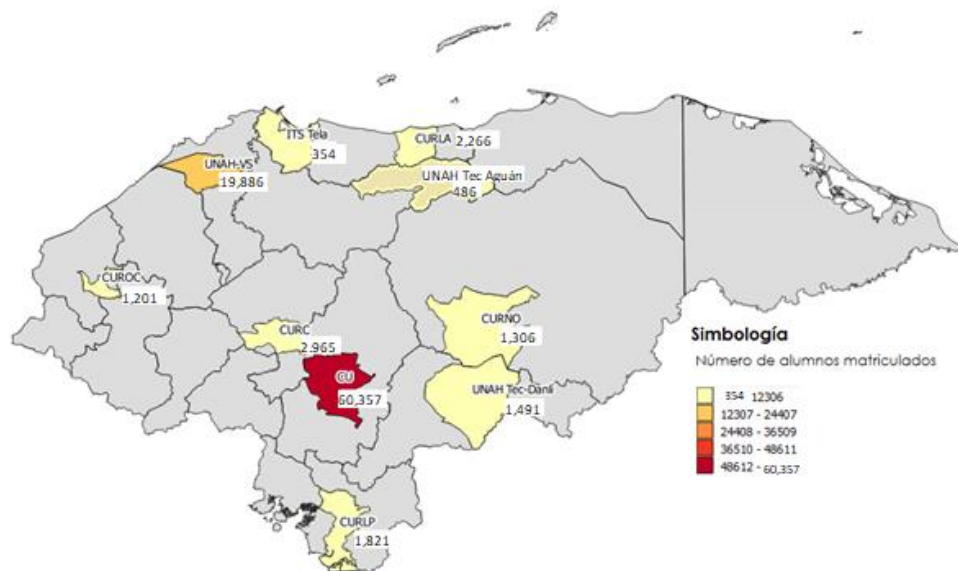 ITS Tela
354
CURLA
2,266
UNAH-VS
19,886
UNAH Tec Aguán
486
CUROC
1,201
CURC
2.965
CURNO
1,306
CU
60,357
UNAH Tec-Danlí
1,491
CURLP
1,821
Simbología
Número de alumnos matriculados
354 12306
12307 - 24407
24408 - 36509
36510 - 48611
48612 - 60,357